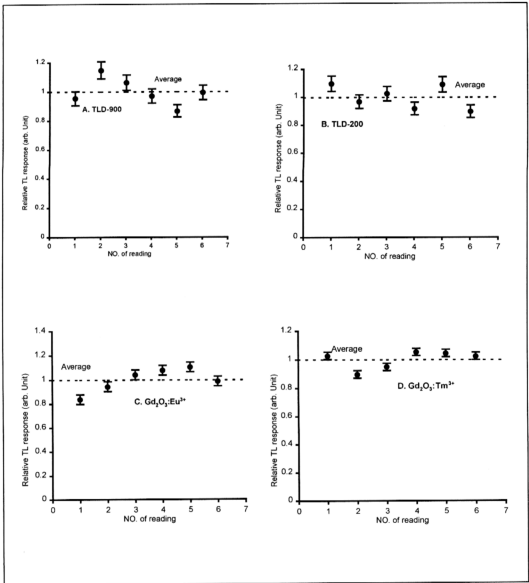 1.2
1
0.8
0.6
0.4
0.2
0
Relative TL response (arb. Unit)
Average
A. TLD-900
0 1 2 3 4 5 6 7
NO. of reading
1.2
1
0.8
0.6
0.4
0.2
0
Relative TL response (arb. Unit)
Average
B. TLD-200
0 1 2 3 4 5 6 7
NO. of reading
1.4
1.2
1
0.8
0.6
0.4
0.2
0
Relative TL response (arb. Unit)
Average
C. Gd₂O₃:Eu³⁺
0 1 2 3 4 5 6 7
NO. of reading
1.2
1
0.8
0.6
0.4
0.2
0
Relative TL response (arb. Unit)
Average
D. Gd₂O₃:Tm³⁺
0 1 2 3 4 5 6 7
NO. of reading